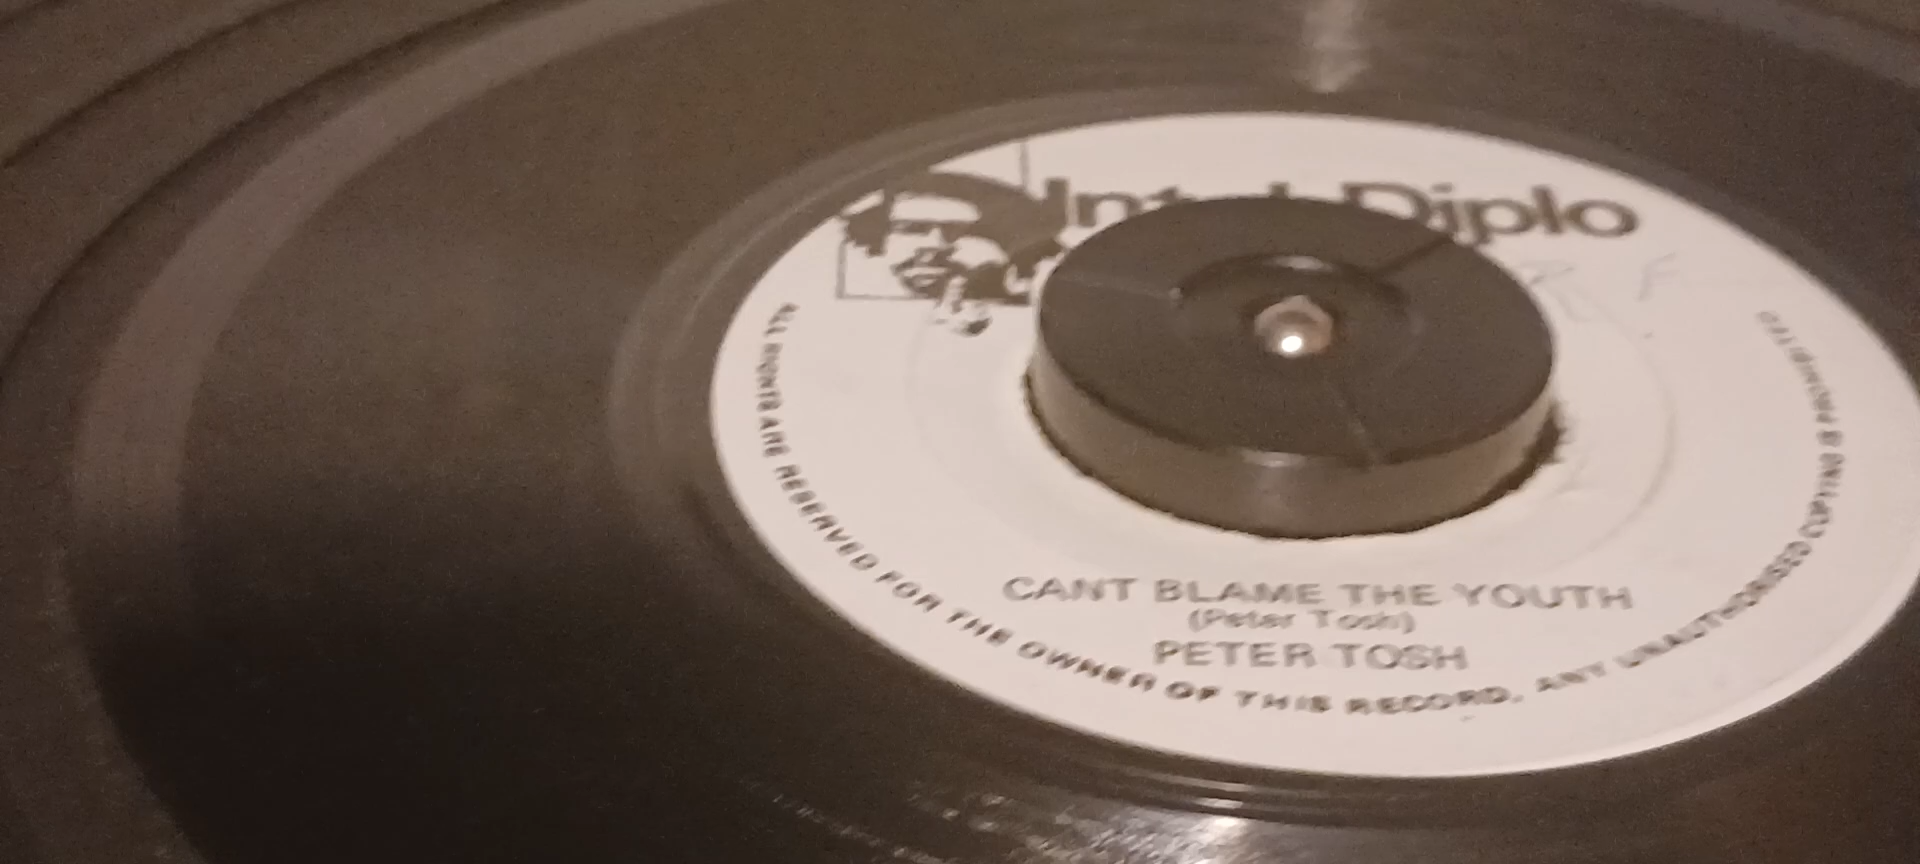 Intel Diplo
CANT BLAME THE YOUTH
(Peter Tosh)
PETER TOSH
ALL RIGHTS ARE RESERVED FOR THE OWNER OF THIS RECORD. ANY UNAUTHORISED COPYING IS PROHIBITED